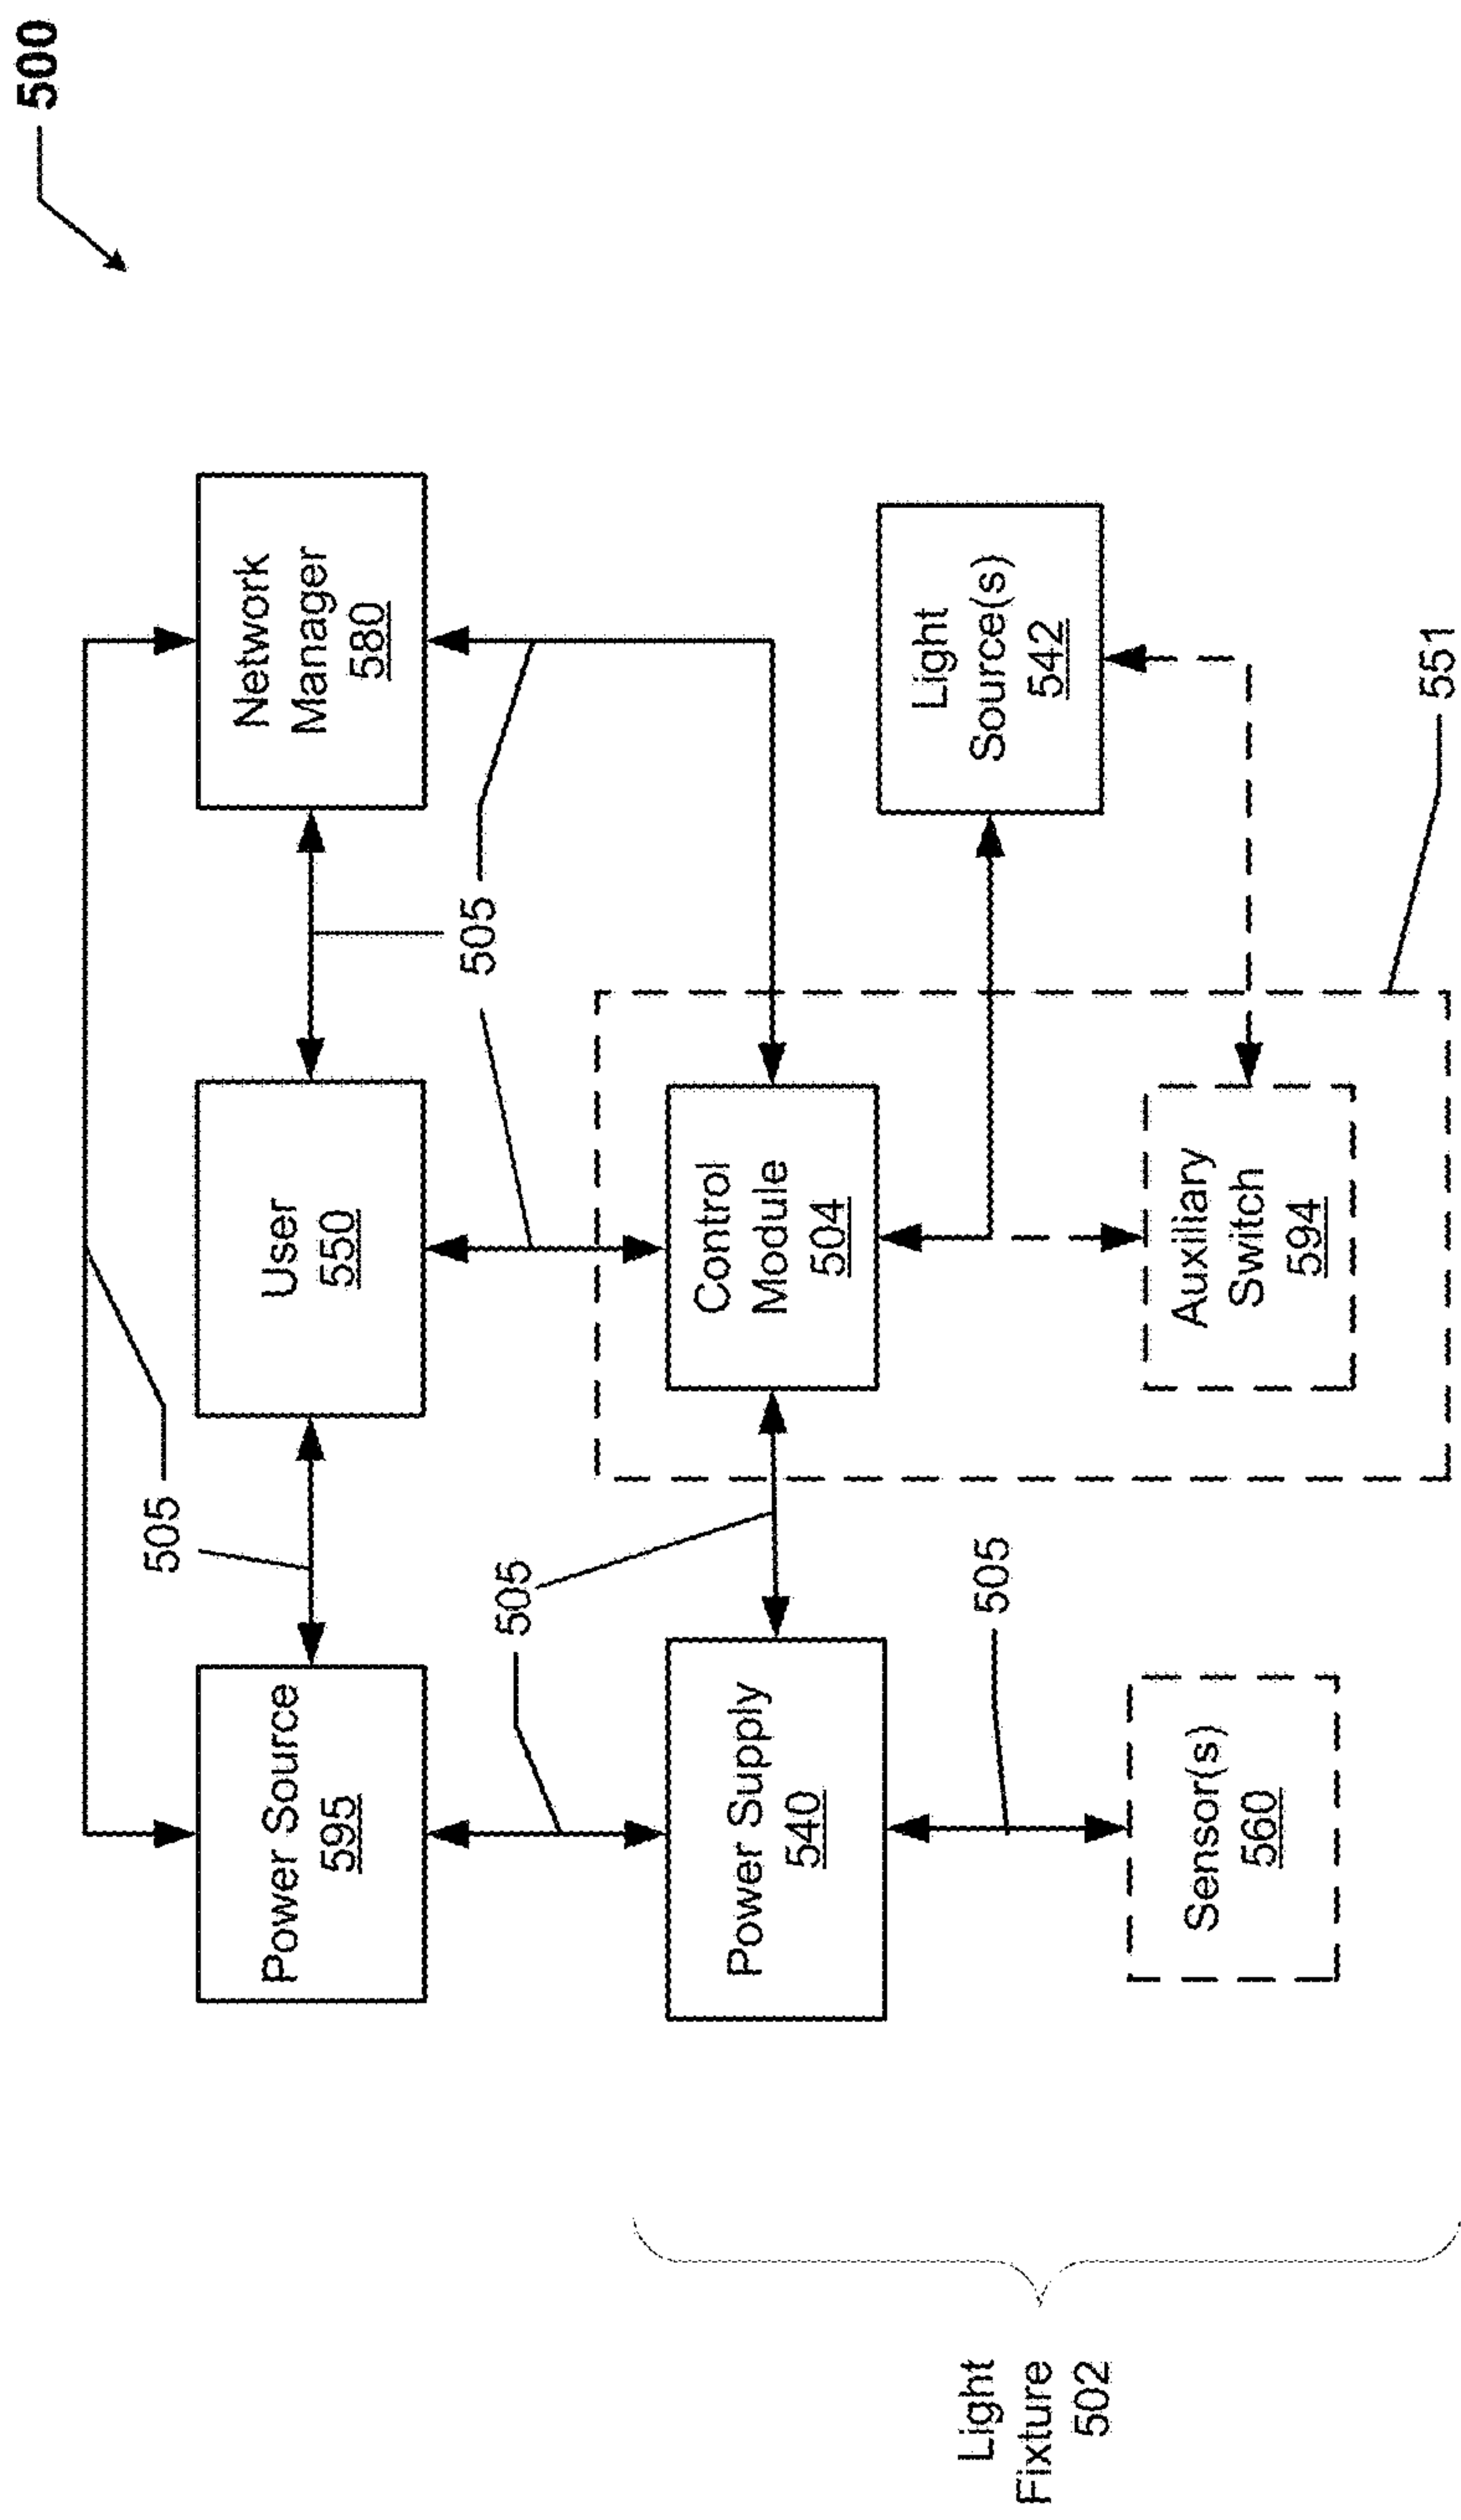 500
505
505
Power Source
595
User
550
Network
Manager
580
505
505
Light
Fixture
502
Power Supply
540
Control
Module
504
Light
Source(s)
542
505
Sensor(s)
560
Auxiliary
Switch
594
551